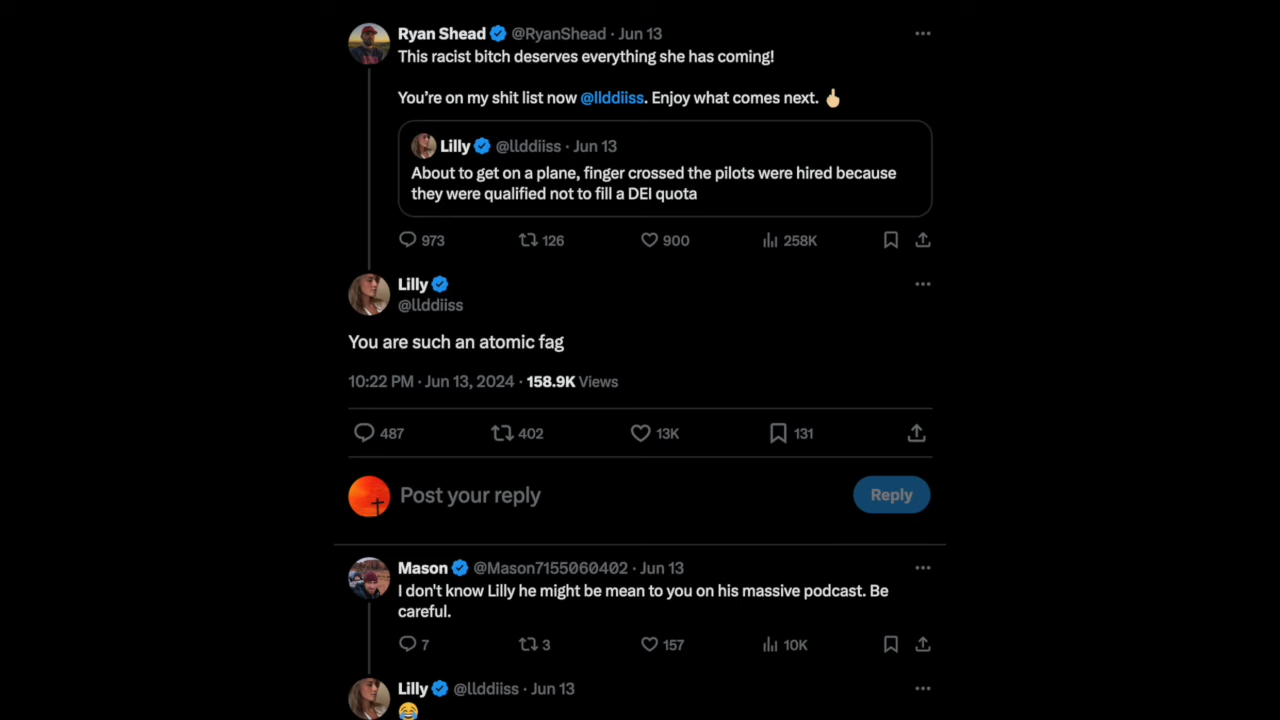 Ryan Shead @RyanShead · Jun 13
This racist bitch deserves everything she has coming!
You're on my shit list now @llddiiss. Enjoy what comes next. 🖕🏼
Lilly @llddiiss · Jun 13
About to get on a plane, finger crossed the pilots were hired because
they were qualified not to fill a DEI quota
973 126 900 258K
Lilly
@llddiiss
You are such an atomic fag
10:22 PM · Jun 13, 2024 · 158.9K Views
487 402 13K 131
Post your reply Reply
Mason @Mason7155060402 · Jun 13
I don't know Lilly he might be mean to you on his massive podcast. Be
careful.
7 3 157 10K
Lilly @llddiiss · Jun 13
😂